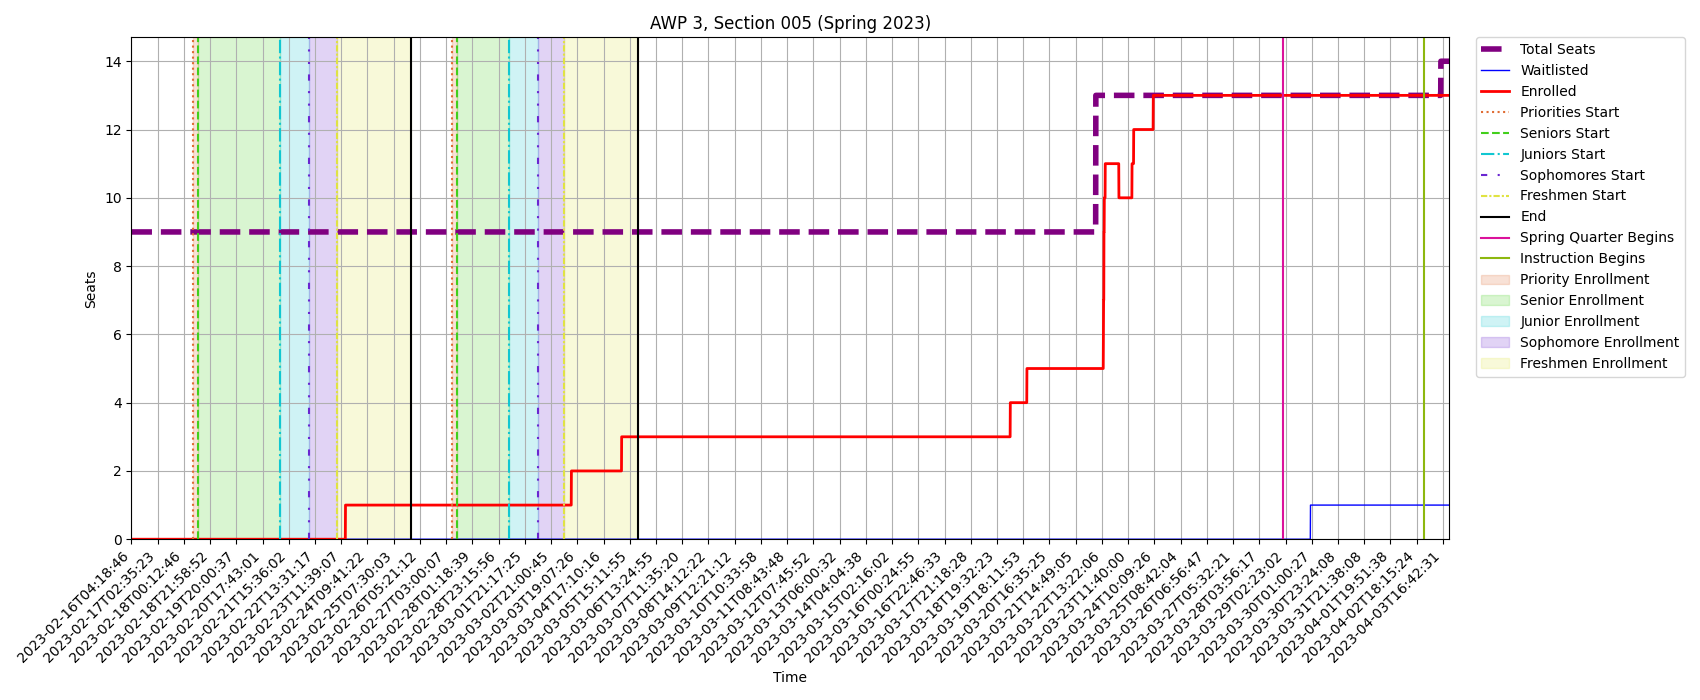 AWP 3, Section 005 (Spring 2023)
Seats
14
12
10
8
6
4
2
0
Total Seats
Waitlisted
Enrolled
Priorities Start
Seniors Start
Juniors Start
Sophomores Start
Freshmen Start
End
Spring Quarter Begins
Instruction Begins
Priority Enrollment
Senior Enrollment
Junior Enrollment
Sophomore Enrollment
Freshmen Enrollment
2023-02-16T04:18:46
2023-02-17T02:35:23
2023-02-18T00:12:46
2023-02-18T21:58:52
2023-02-19T20:00:37
2023-02-20T17:43:01
2023-02-21T15:36:02
2023-02-22T13:31:17
2023-02-23T11:39:07
2023-02-24T09:41:22
2023-02-25T07:30:03
2023-02-26T05:21:12
2023-02-27T03:00:07
2023-02-28T01:18:39
2023-02-28T23:15:56
2023-03-01T21:17:25
2023-03-02T21:00:45
2023-03-03T19:07:26
2023-03-04T17:10:16
2023-03-05T15:11:55
2023-03-06T13:24:55
2023-03-07T11:35:20
2023-03-08T14:12:22
2023-03-09T12:21:12
2023-03-10T10:33:58
2023-03-11T08:43:48
2023-03-12T07:45:52
2023-03-13T06:00:32
2023-03-14T04:04:38
2023-03-15T02:16:02
2023-03-16T00:24:55
2023-03-16T22:46:33
2023-03-17T21:18:28
2023-03-18T19:32:23
2023-03-19T18:11:53
2023-03-20T16:35:25
2023-03-21T14:49:05
2023-03-22T13:22:06
2023-03-23T11:40:00
2023-03-24T10:09:26
2023-03-25T08:42:04
2023-03-26T06:56:47
2023-03-27T05:32:21
2023-03-28T03:56:17
2023-03-29T02:23:02
2023-03-30T01:00:27
2023-03-30T23:24:08
2023-03-31T21:38:08
2023-04-01T19:51:38
2023-04-02T18:15:24
2023-04-03T16:42:31
Time